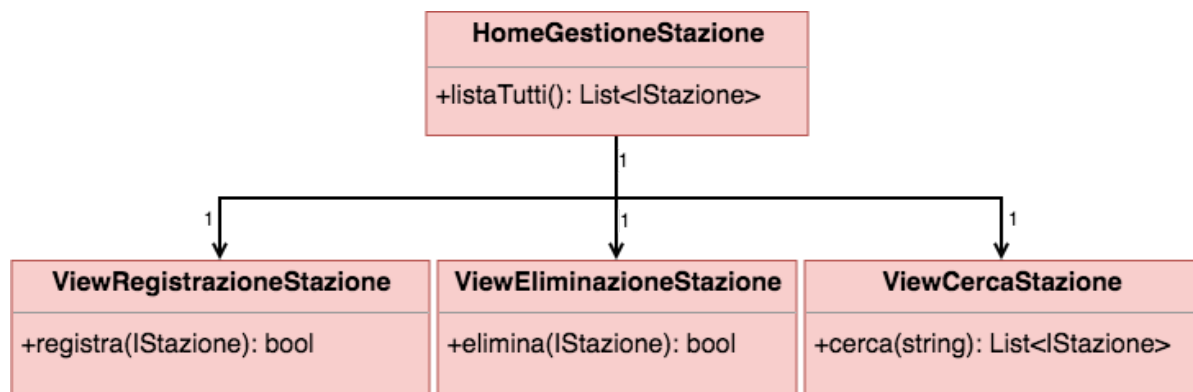 HomeGestioneStazione
+listaTutti(): List<IStazione>
1
1
1
1
ViewRegistrazioneStazione
+registra(IStazione): bool
ViewEliminazioneStazione
+elimina(IStazione): bool
ViewCercaStazione
+cerca(string): List<IStazione>